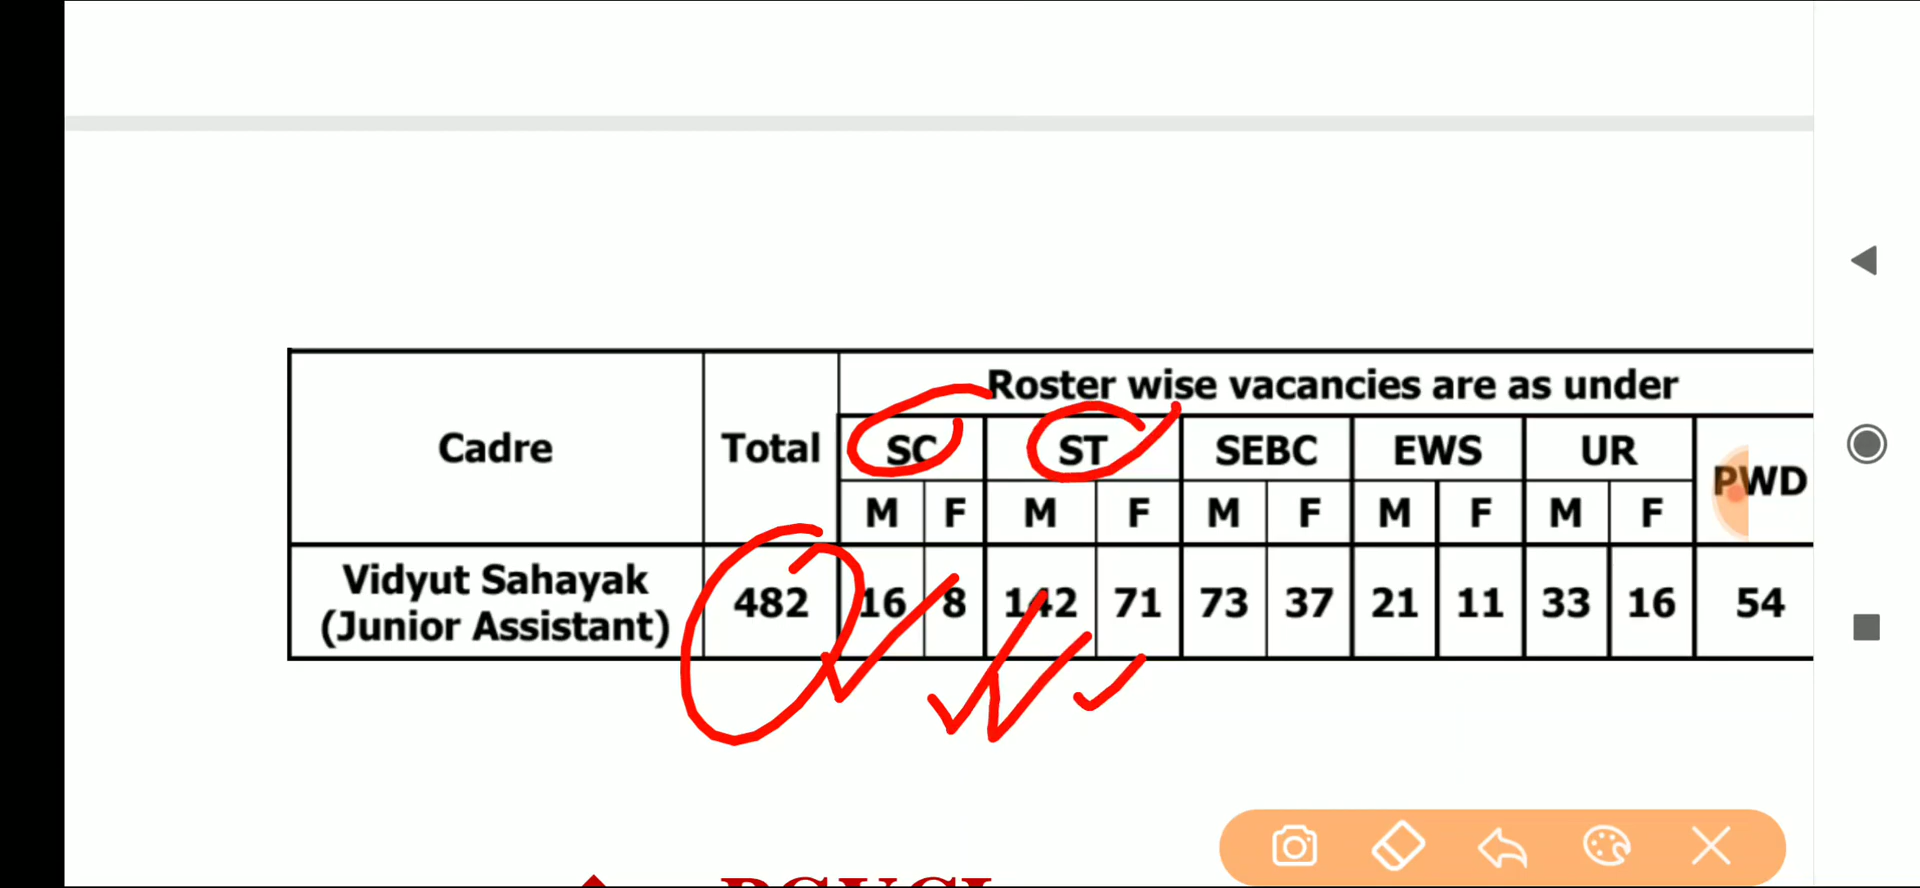 Roster wise vacancies are as under
Cadre Total SC ST SEBC EWS UR PWD
M F M F M F M F M F
Vidyut Sahayak
(Junior Assistant) 482 16 8 142 71 73 37 21 11 33 16 54